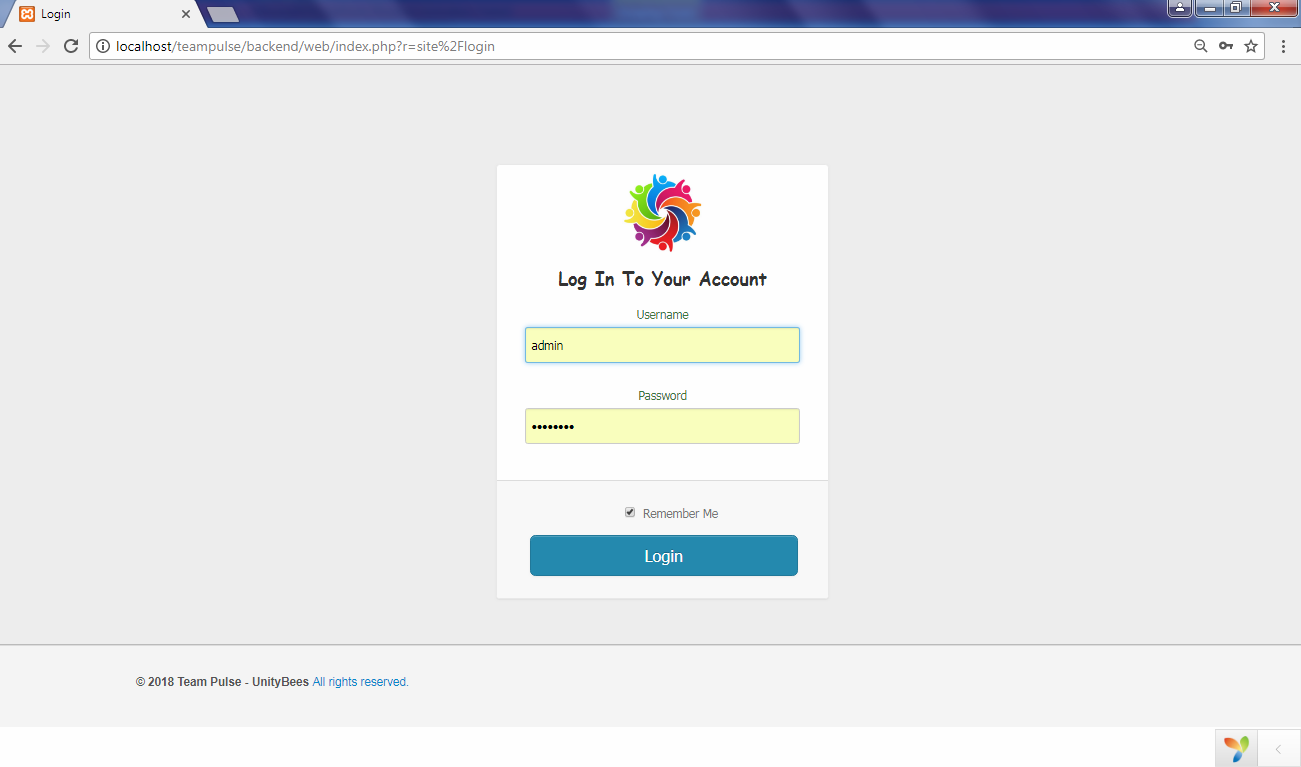 Login
localhost/teampulse/backend/web/index.php?r=site%2Flogin
Log In To Your Account
Username
admin
Password
••••••••
Remember Me
Login
© 2018 Team Pulse - UnityBees All rights reserved.